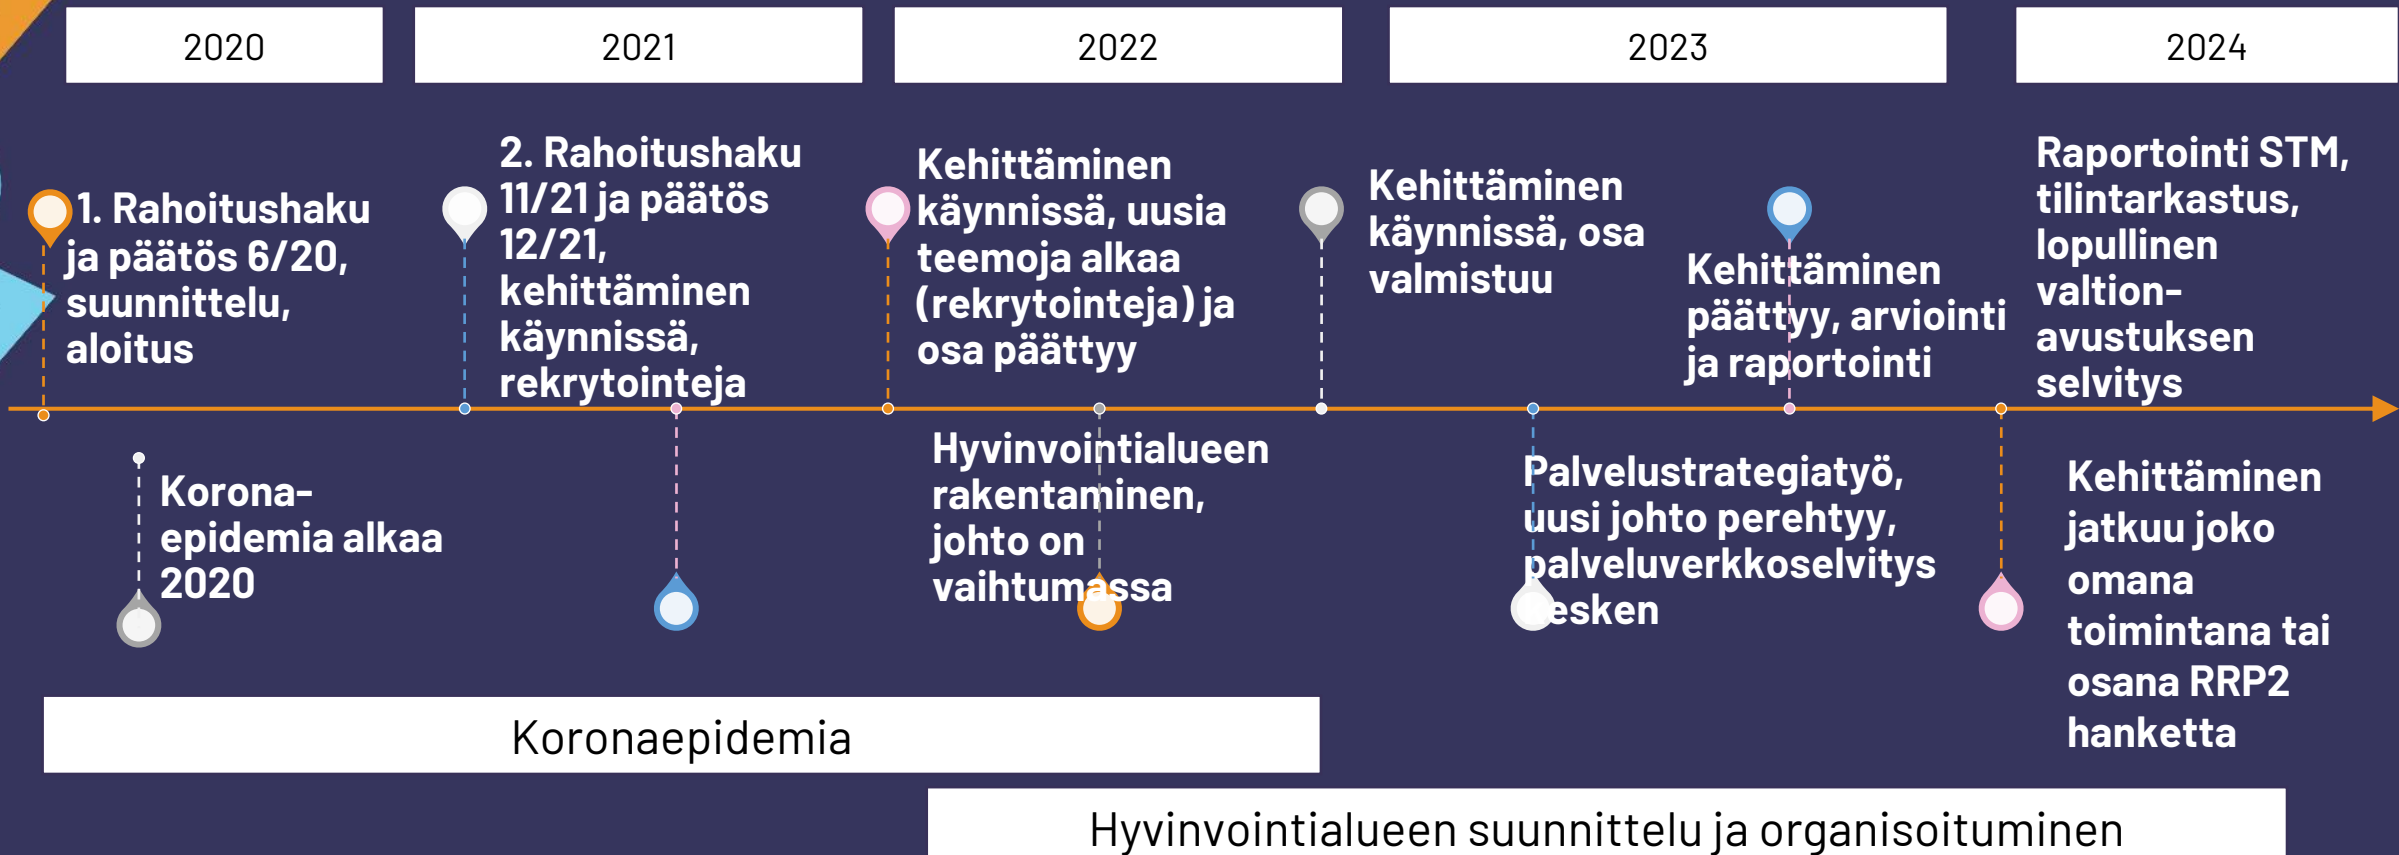 2020
2021
2022
2023
2024
1. Rahoitushaku
ja päätös 6/20,
suunnittelu,
aloitus
2. Rahoitushaku
11/21 ja päätös
12/21,
kehittäminen
käynnissä,
rekrytointeja
Kehittäminen
käynnissä, uusia
teemoja alkaa
(rekrytointeja) ja
osa päättyy
Kehittäminen
käynnissä, osa
valmistuu
Kehittäminen
päättyy, arviointi
ja raportointi
Raportointi STM,
tilintarkastus,
lopullinen
valtion-
avustuksen
selvitys
Korona-
epidemia alkaa
2020
Hyvinvointialueen
rakentaminen,
johto on
vaihtumassa
Palvelustrategiatyö,
uusi johto perehtyy,
palveluverkkoselvitys
kesken
Kehittäminen
jatkuu joko
omana
toimintana tai
osana RRP2
hanketta
Koronaepidemia
Hyvinvointialueen suunnittelu ja organisoituminen